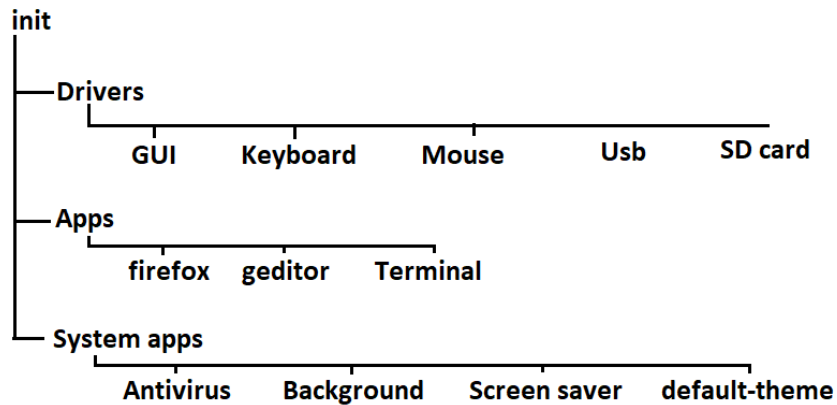 init
Drivers
GUI Keyboard Mouse Usb SD card
Apps
firefox geditor Terminal
System apps
Antivirus Background Screen saver default-theme